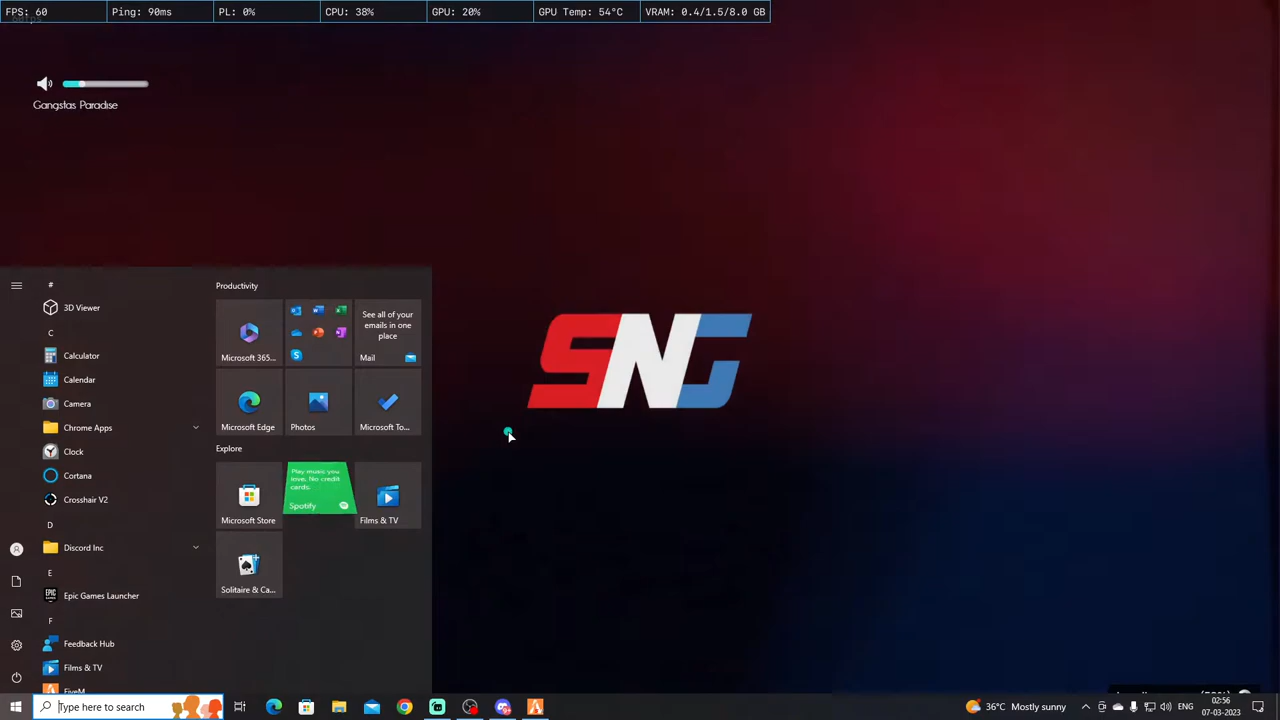 FPS: 60
Ping: 90ms
PL: 0%
CPU: 38%
GPU: 20%
GPU Temp: 54°C
VRAM: 0.4/1.5/8.0 GB
60fps
Gangstas Paradise
SNG
#
3D Viewer
C
Calculator
Calendar
Camera
Chrome Apps
Clock
Cortana
Crosshair V2
D
Discord Inc
E
Epic Games Launcher
F
Feedback Hub
Films & TV
FiveM
Productivity
Microsoft 365...
See all of your
emails in one
place
Mail
Microsoft Edge
Photos
Microsoft To...
Explore
Microsoft Store
Play music you
love. No credit
cards.
Spotify
Films & TV
Solitaire & Ca...
Type here to search
36°C Mostly sunny
ENG
02:56
07-03-2023